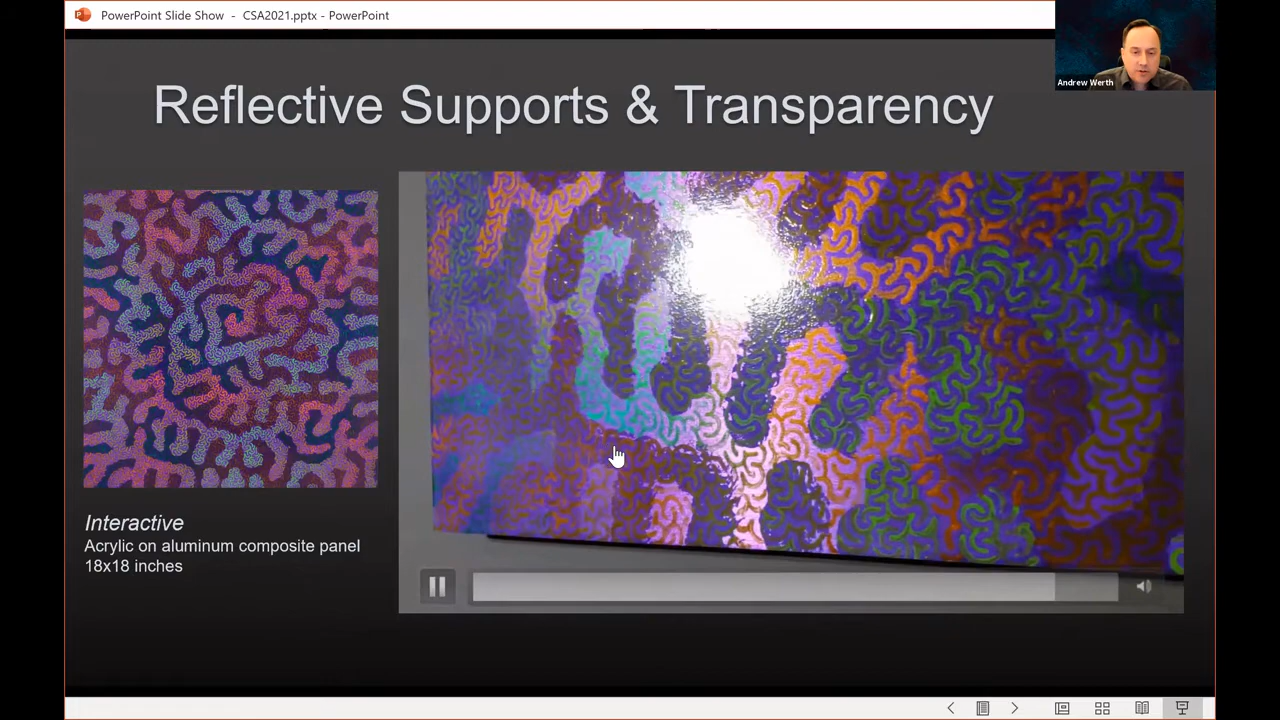 PowerPoint Slide Show - CSA2021.pptx - PowerPoint
Andrew Werth
Reflective Supports & Transparency
Interactive
Acrylic on aluminum composite panel
18x18 inches